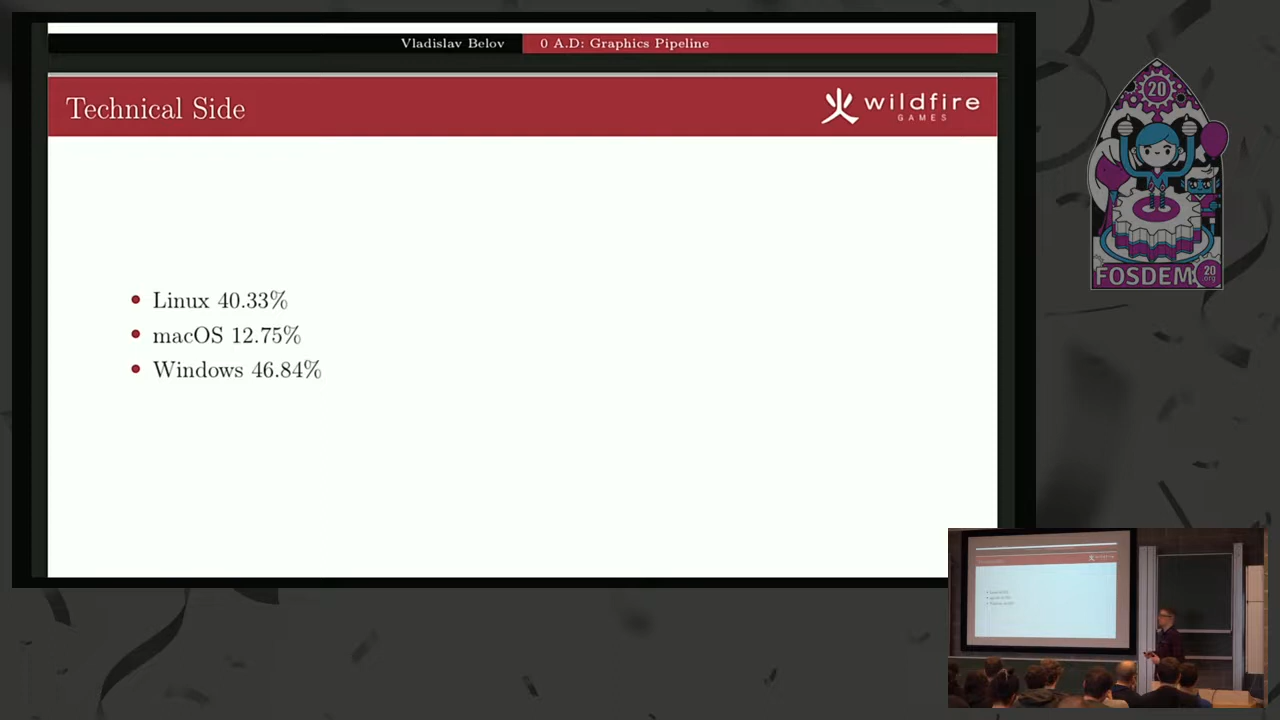 Vladislav Belov 0 A.D: Graphics Pipeline
Technical Side
wildfire
GAMES
Linux 40.33%
macOS 12.75%
Windows 46.84%
20
FOSDEM 20
.org